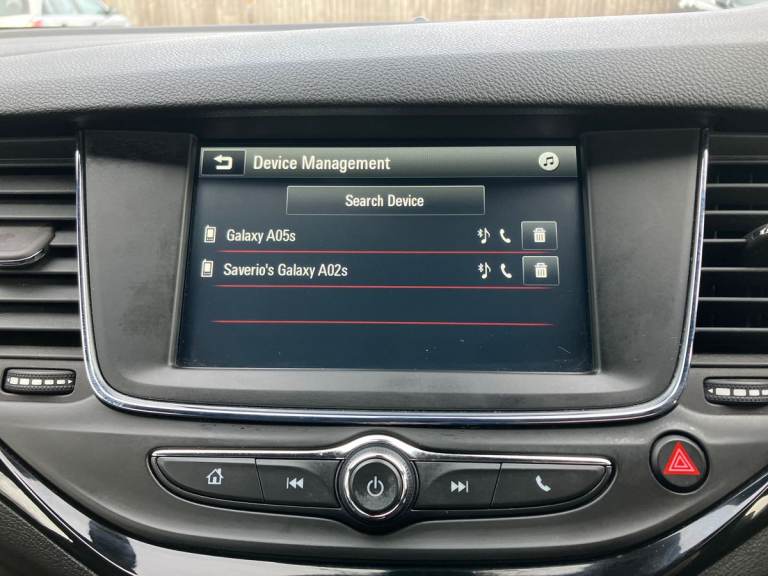 Device Management
Search Device
Galaxy A05s
Saverio's Galaxy A02s